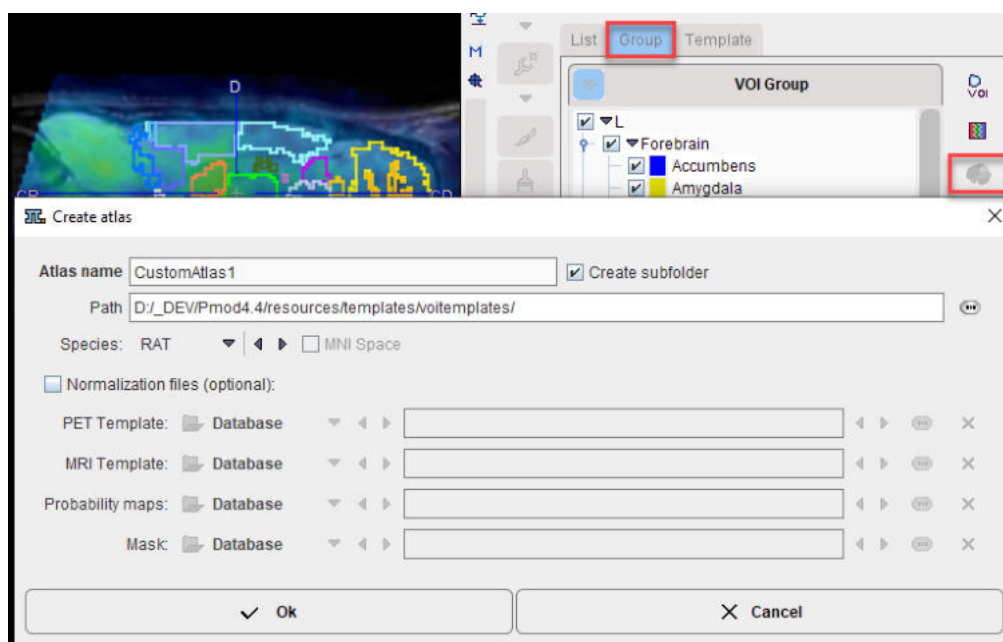 M
List Group Template
D
VOI Group
VOI
L
Forebrain
Accumbens
Amygdala
Create atlas
Atlas name CustomAtlas1 Create subfolder
Path D:/_DEV/Pmod4.4/resources/templates/voitemplates/
Species: RAT MNI Space
Normalization files (optional):
PET Template: Database
MRI Template: Database
Probability maps: Database
Mask: Database
Ok Cancel